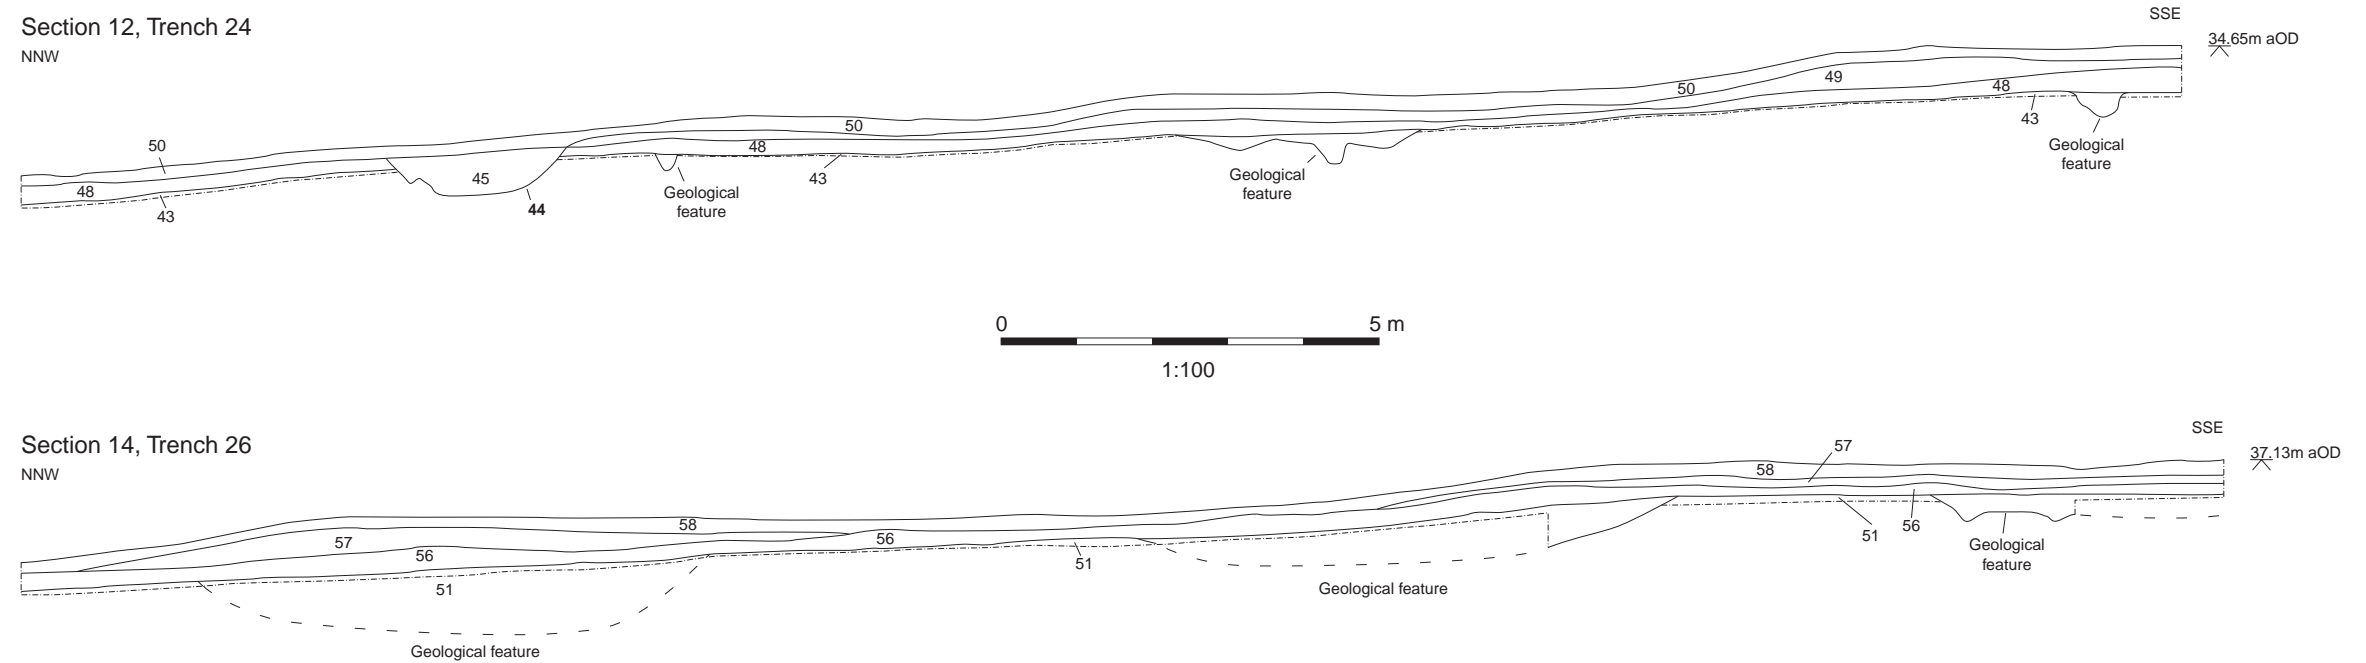 Section 12, Trench 24
NNW
SSE
34.65m aOD
50
48
43
45
44
50
48
43
Geological
feature
Geological
feature
50
49
48
43
Geological
feature
0
5 m
1:100
Section 14, Trench 26
NNW
SSE
37.13m aOD
57
56
51
Geological feature
58
56
51
Geological feature
58
57
56
51
Geological
feature